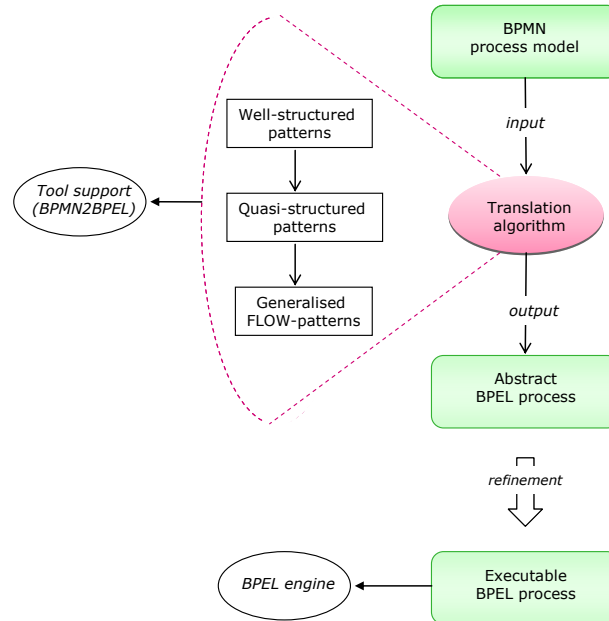 BPMN
process model
input
Well-structured
patterns
Tool support
(BPMN2BPEL)
Quasi-structured
patterns
Translation
algorithm
Generalised
FLOW-patterns
output
Abstract
BPEL process
refinement
BPEL engine
Executable
BPEL process